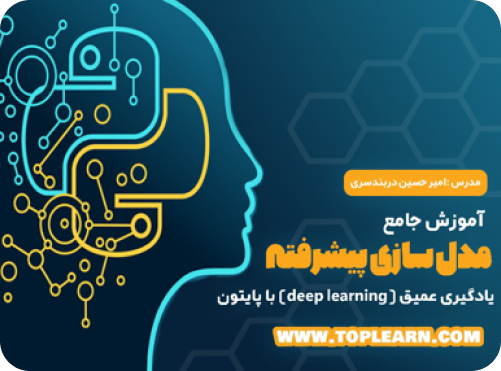 مدرس :امیر حسین دربندسری
آموزش جامع
مدل سازی پیشرفته
یادگیری عمیق (deep learning) با پایتون
WWW.TOPLEARN.COM